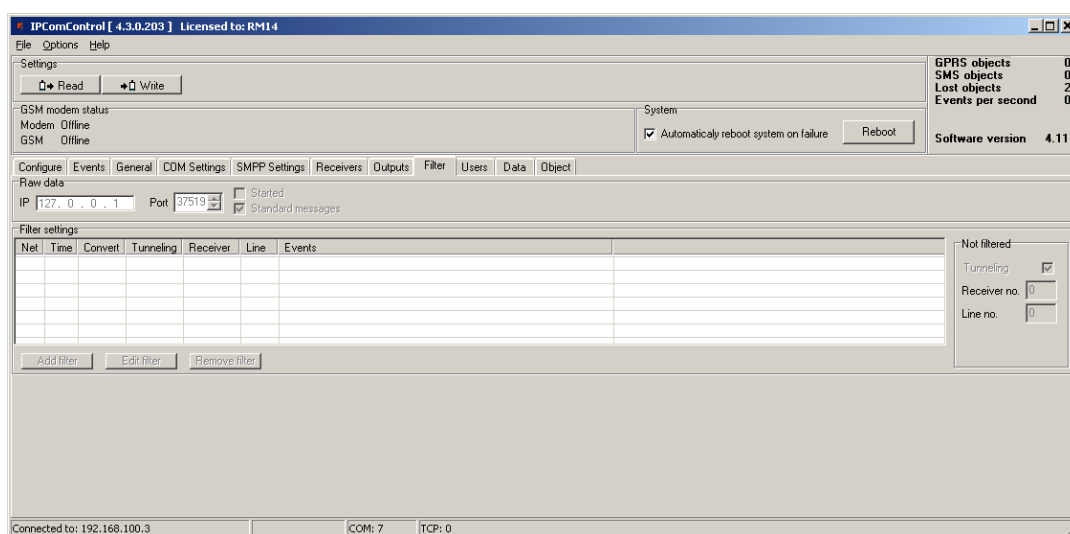 IPComControl [ 4.3.0.203 ] Licensed to: RM14
File Options Help
Settings
Read Write
GPRS objects 0
SMS objects 0
Lost objects 2
Events per second 0
Software version 4.11
GSM modem status
Modem Offline
GSM Offline
System
Automaticaly reboot system on failure Reboot
Configure Events General COM Settings SMPP Settings Receivers Outputs Filter Users Data Object
Raw data
IP 127. 0 . 0 . 1 Port 37519
Started
Standard messages
Filter settings
Net Time Convert Tunneling Receiver Line Events
Not filtered
Tunneling
Receiver no. 0
Line no. 0
Add filter Edit filter Remove filter
Connected to: 192.168.100.3 COM: 7 TCP: 0